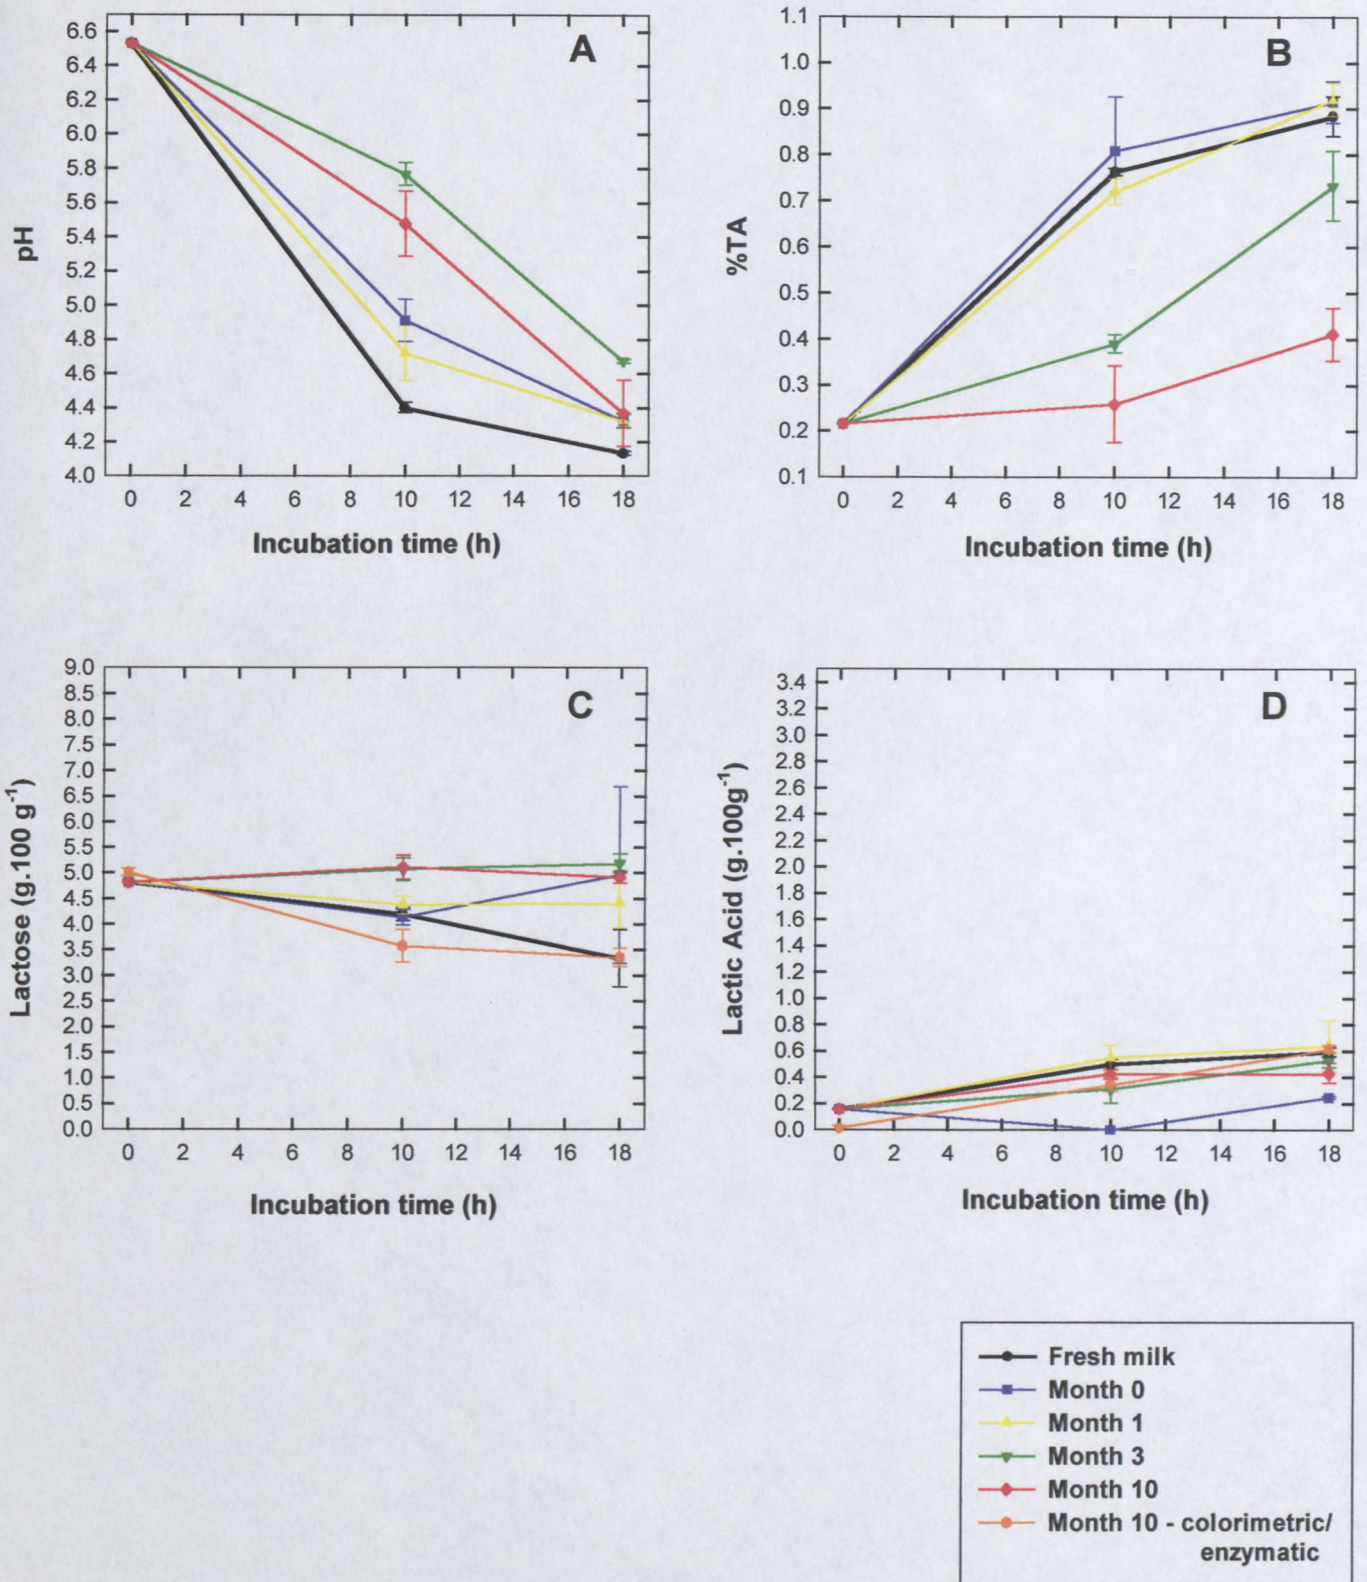 A
pH
6.6
6.4
6.2
6.0
5.8
5.6
5.4
5.2
5.0
4.8
4.6
4.4
4.2
4.0
0 2 4 6 8 10 12 14 16 18
Incubation time (h)
B
%TA
1.1
1.0
0.9
0.8
0.7
0.6
0.5
0.4
0.3
0.2
0.1
0 2 4 6 8 10 12 14 16 18
Incubation time (h)
C
Lactose (g.100 g⁻¹)
9.0
8.5
8.0
7.5
7.0
6.5
6.0
5.5
5.0
4.5
4.0
3.5
3.0
2.5
2.0
1.5
1.0
0.5
0.0
0 2 4 6 8 10 12 14 16 18
Incubation time (h)
D
Lactic Acid (g.100g⁻¹)
3.4
3.2
3.0
2.8
2.6
2.4
2.2
2.0
1.8
1.6
1.4
1.2
1.0
0.8
0.6
0.4
0.2
0.0
0 2 4 6 8 10 12 14 16 18
Incubation time (h)
Fresh milk
Month 0
Month 1
Month 3
Month 10
Month 10 - colorimetric/
enzymatic